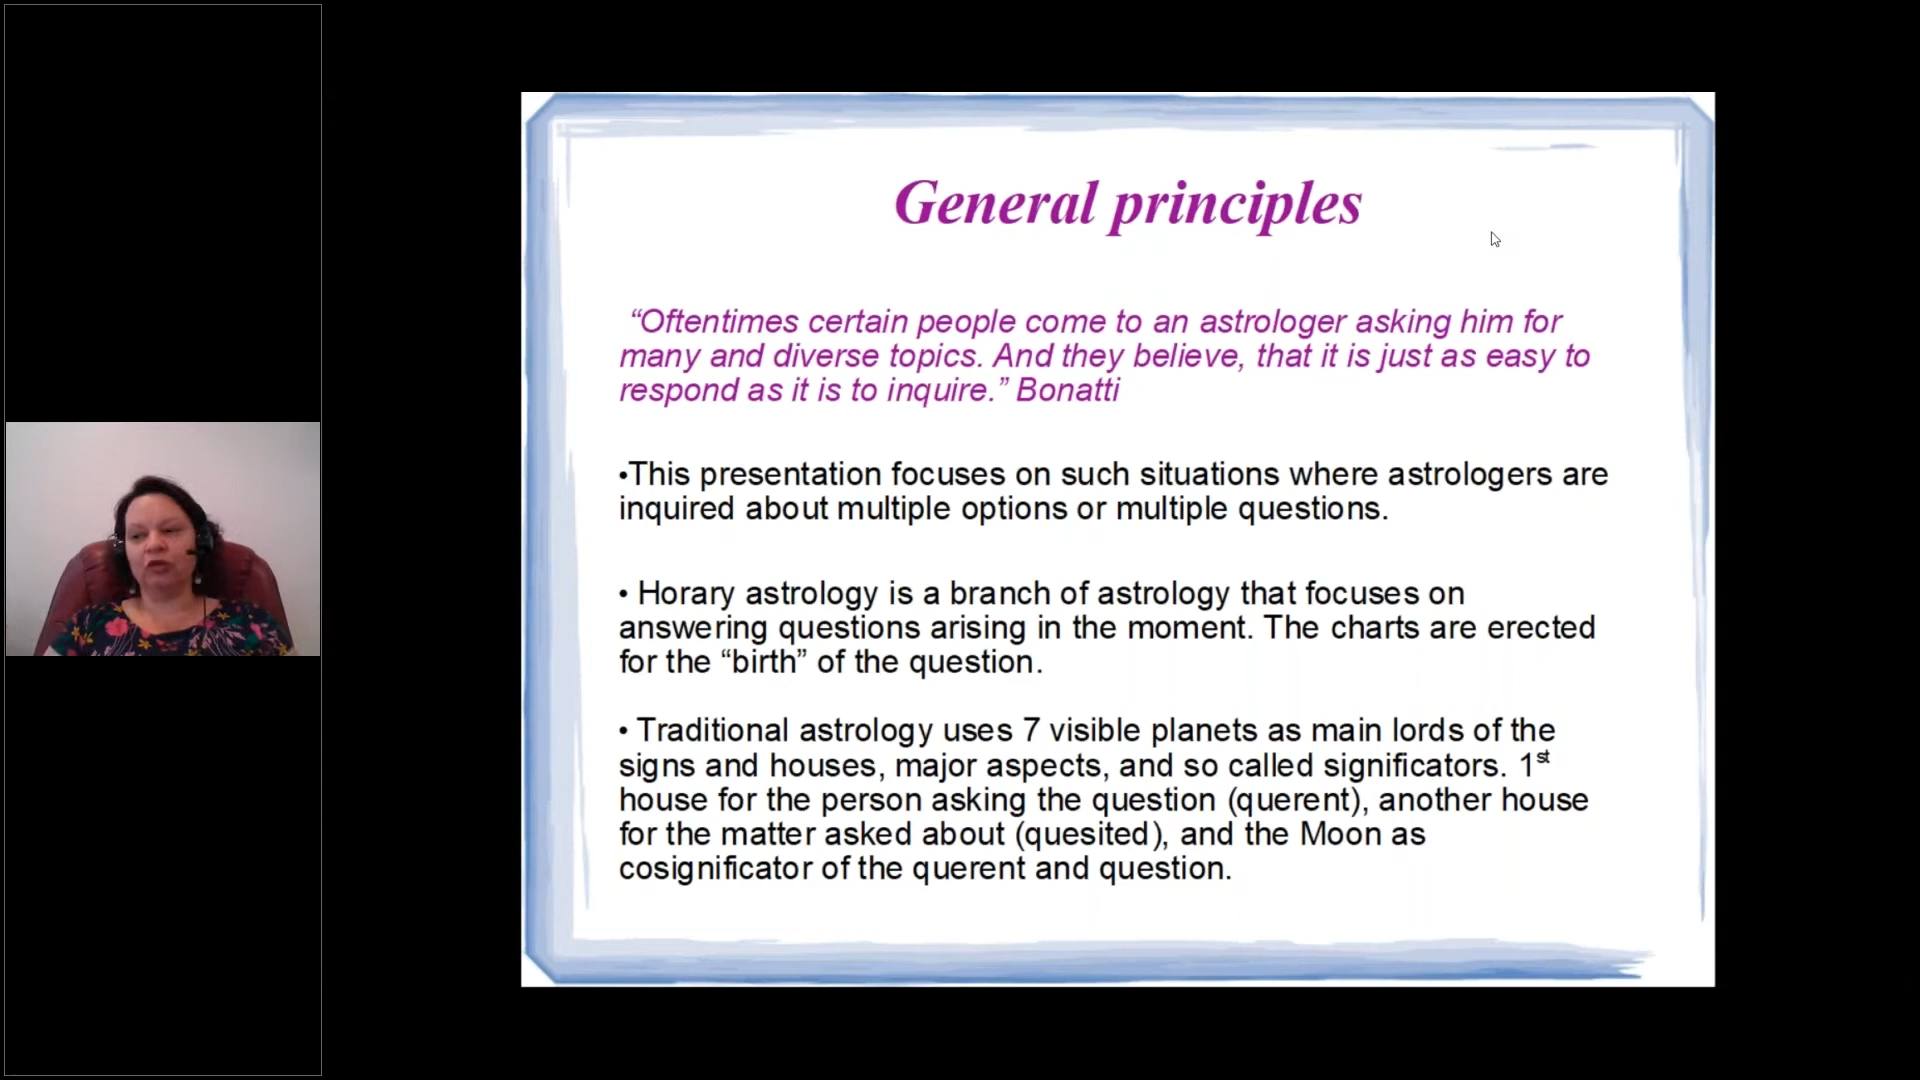 General principles
“Oftentimes certain people come to an astrologer asking him for
many and diverse topics. And they believe, that it is just as easy to
respond as it is to inquire.” Bonatti
•This presentation focuses on such situations where astrologers are
inquired about multiple options or multiple questions.
• Horary astrology is a branch of astrology that focuses on
answering questions arising in the moment. The charts are erected
for the “birth” of the question.
• Traditional astrology uses 7 visible planets as main lords of the
signs and houses, major aspects, and so called significators. 1st
house for the person asking the question (querent), another house
for the matter asked about (quesited), and the Moon as
cosignificator of the querent and question.